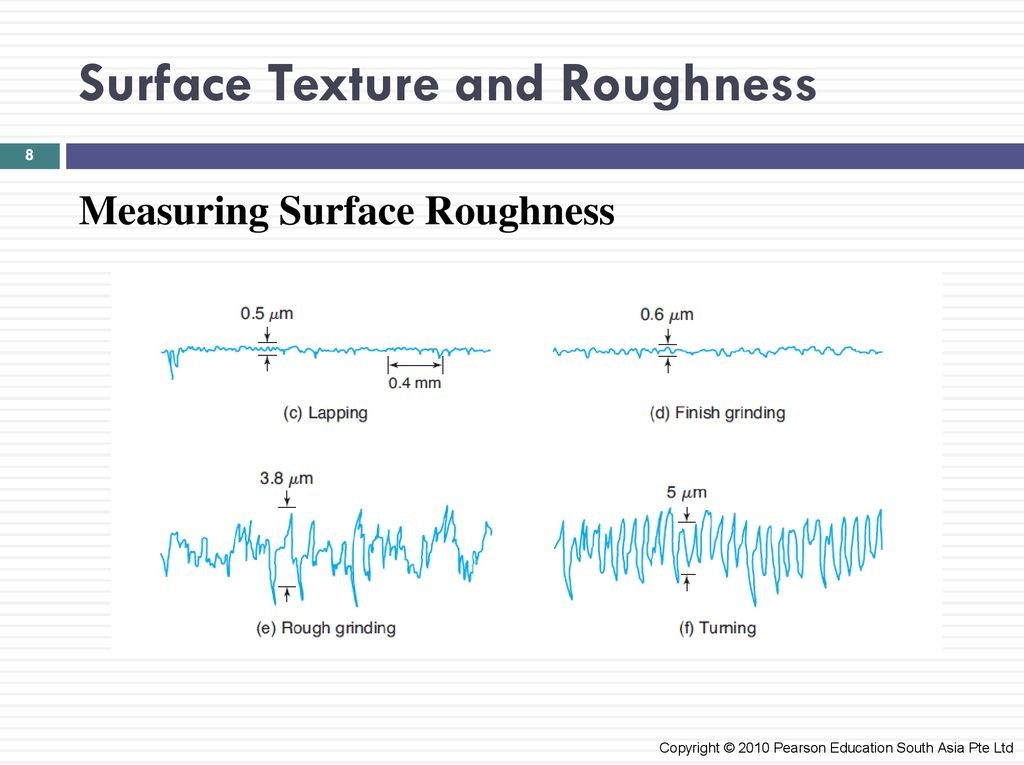 Surface Texture and Roughness
8
Measuring Surface Roughness
0.5 μm
0.4 mm
(c) Lapping
0.6 μm
(d) Finish grinding
3.8 μm
(e) Rough grinding
5 μm
(f) Turning
Copyright © 2010 Pearson Education South Asia Pte Ltd